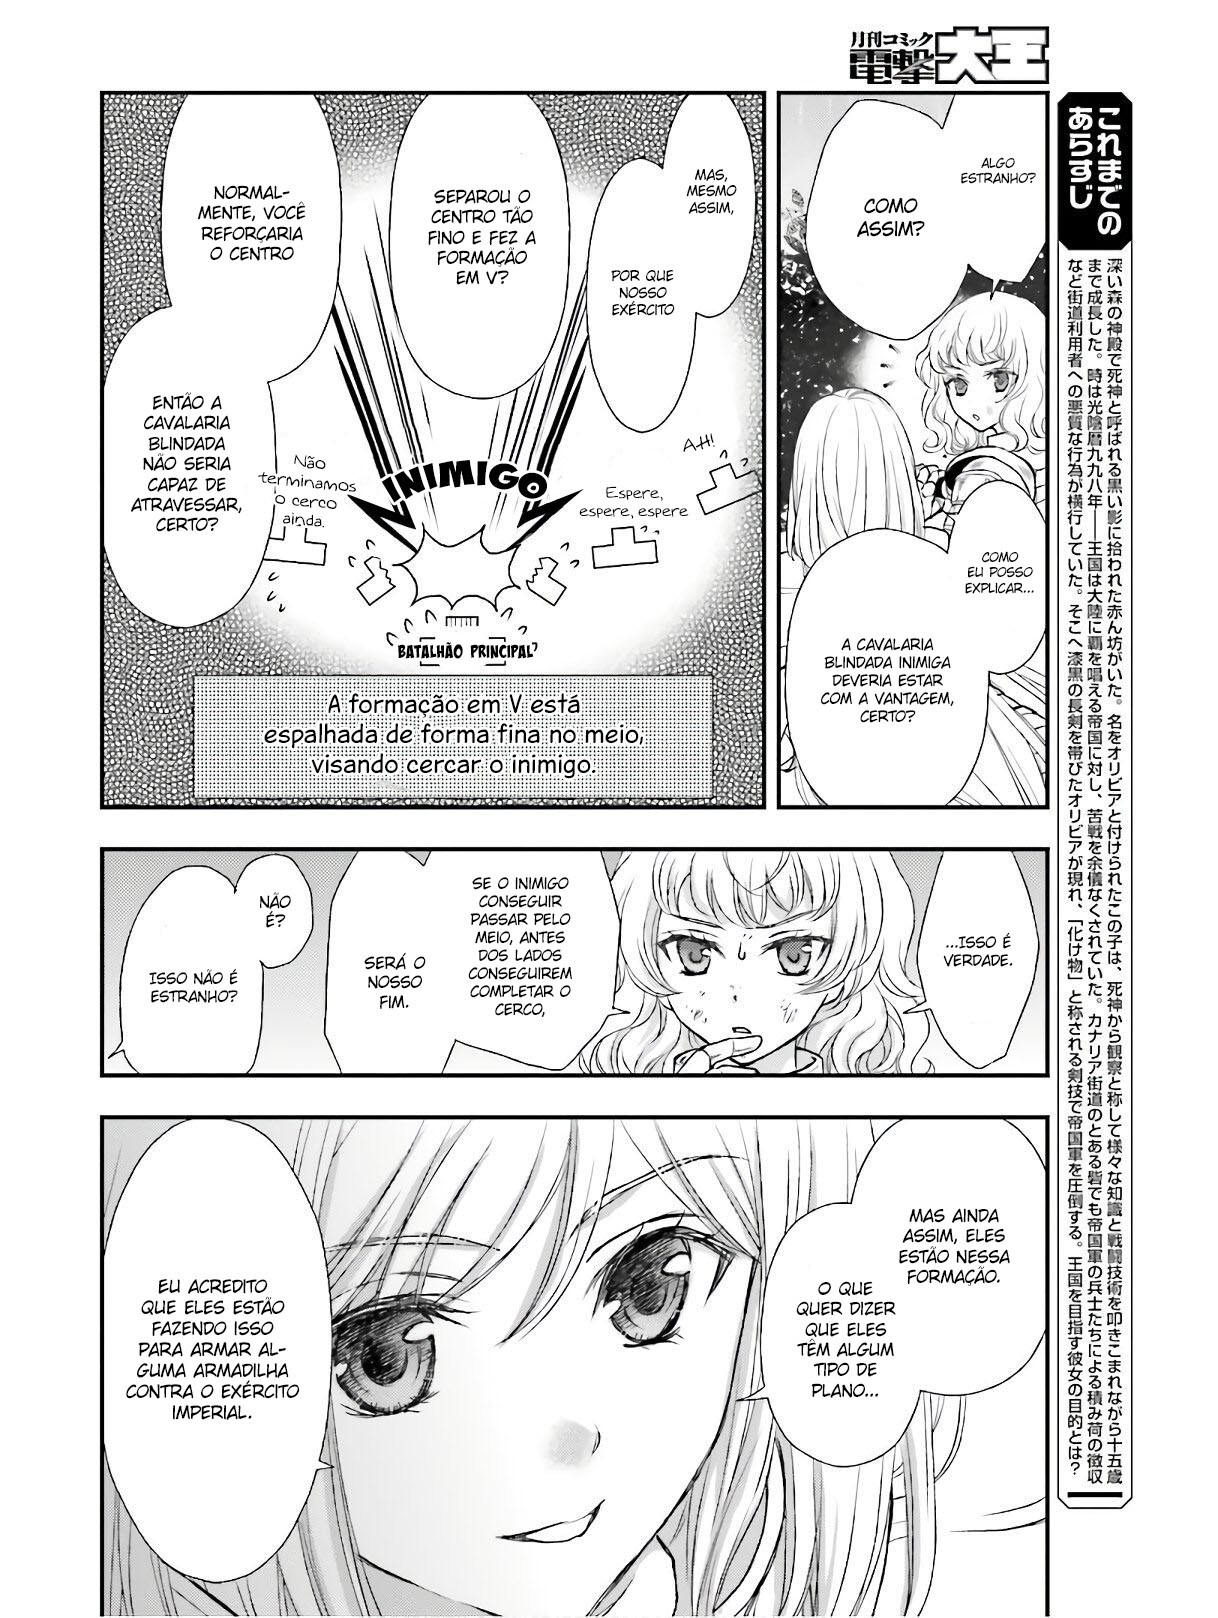 月刊コミック
電撃大王
これまでの
あらすじ
深い森の神殿で死神と呼ばれる黒い影に拾われた赤ん坊がいた。名をオリビアと付けられたこの子は、死神から観察と称して様々な知識と戦闘技術を叩きこまれながら十五歳
まで成長した。時は光陰暦九九八年――王国は大陸に覇を唱える帝国に対し、苦戦を余儀なくされていた。カナリア街道のとある砦でも帝国軍の兵士たちによる積み荷の徴収
など街道利用者への悪質な行為が横行していた。そこへ漆黒の長剣を帯びたオリビアが現れ、「化け物」と称される剣技で帝国軍を圧倒する。王国を目指す彼女の目的とは?
ALGO
ESTRANHO?
COMO
ASSIM?
COMO
EU POSSO
EXPLICAR...
A CAVALARIA
BLINDADA INIMIGA
DEVERIA ESTAR
COM A VANTAGEM,
CERTO?
MAS,
MESMO
ASSIM,
POR QUE
NOSSO
EXÉRCITO
SEPAROU O
CENTRO TÃO
FINO E FEZ A
FORMAÇÃO
EM V?
NORMAL-
MENTE, VOCÊ
REFORÇARIA
O CENTRO
ENTÃO A
CAVALARIA
BLINDADA
NÃO SERIA
CAPAZ DE
ATRAVESSAR,
CERTO?
AH!
INIMIGO
Espere,
espere, espere
Não
terminamos
o cerco
ainda.
BATALHÃO PRINCIPAL
A formação em V está
espalhada de forma fina no meio,
visando cercar o inimigo.
...ISSO É
VERDADE.
SE O INIMIGO
CONSEGUIR
PASSAR PELO
MEIO, ANTES
DOS LADOS
CONSEGUIREM
COMPLETAR O
CERCO,
SERÁ O
NOSSO
FIM.
NÃO
É?
ISSO NÃO É
ESTRANHO?
MAS AINDA
ASSIM, ELES
ESTÃO NESSA
FORMAÇÃO.
O QUE
QUER DIZER
QUE ELES
TÊM ALGUM
TIPO DE
PLANO...
EU ACREDITO
QUE ELES ESTÃO
FAZENDO ISSO
PARA ARMAR AL-
GUMA ARMADILHA
CONTRA O EXÉRCITO
IMPERIAL.